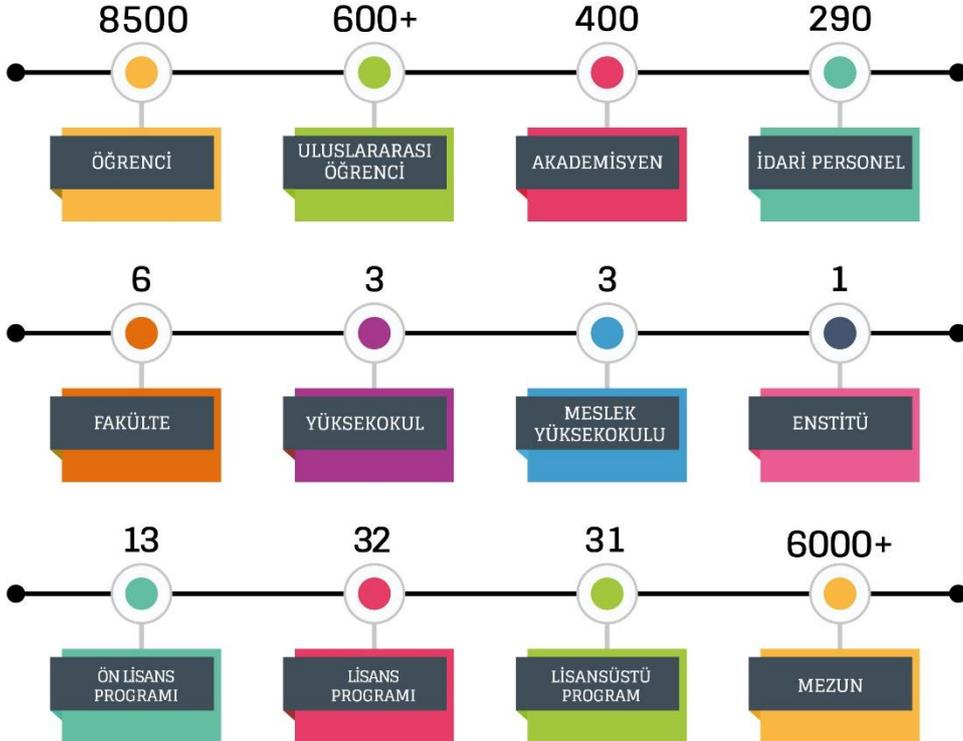 8500 600+ 400 290
ÖĞRENCİ
ULUSLARARASI
ÖĞRENCİ
AKADEMİSYEN
İDARİ PERSONEL
6 3 3 1
FAKÜLTE
YÜKSEKOKUL
MESLEK
YÜKSEKOKULU
ENSTİTÜ
13 32 31 6000+
ÖN LİSANS
PROGRAMI
LİSANS
PROGRAMI
LİSANSÜSTÜ
PROGRAM
MEZUN